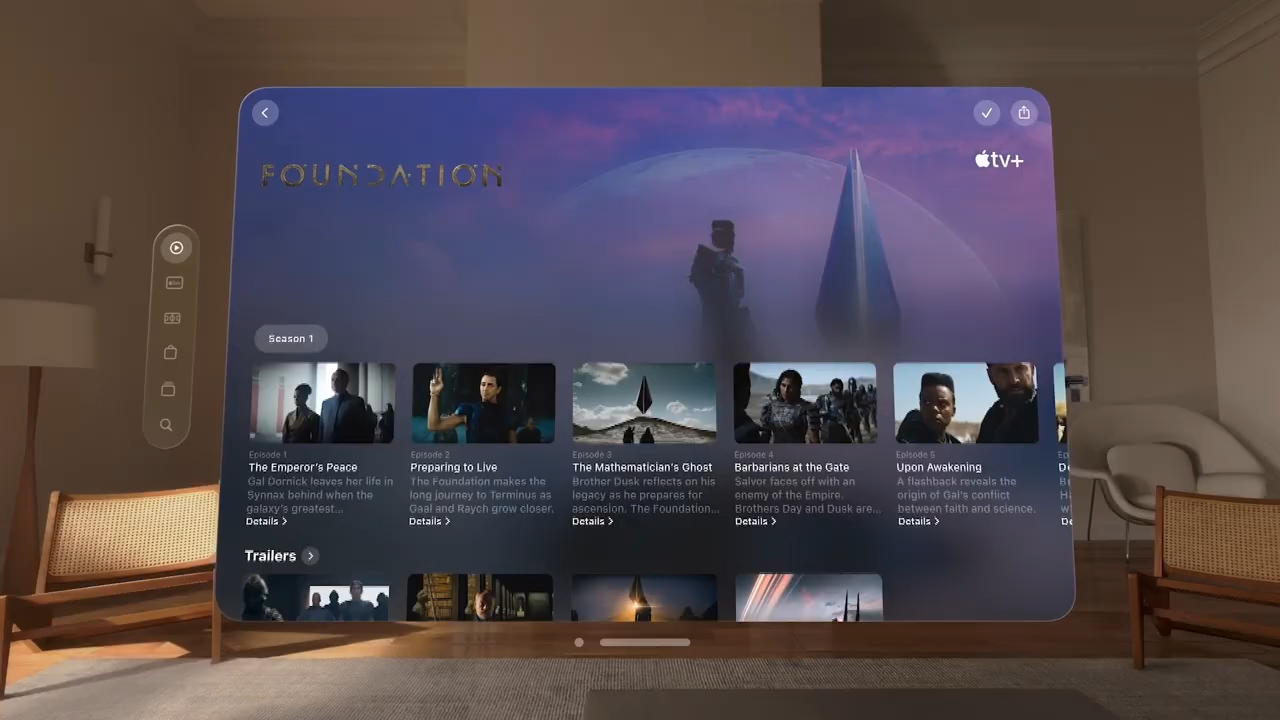 FOUNDATION
tv+
Season 1
Episode 1
The Emperor's Peace
Gal Dornick leaves her life in
Synnax behind when the
galaxy's greatest...
Details
Episode 2
Preparing to Live
The Foundation makes the
long journey to Terminus as
Gaal and Raych grow closer.
Details
Episode 3
The Mathematician's Ghost
Brother Dusk reflects on his
legacy as he prepares for
ascension. The Foundation...
Details
Episode 4
Barbarians at the Gate
Salvor faces off with an
enemy of the Empire.
Brothers Day and Dusk are...
Details
Episode 5
Upon Awakening
A flashback reveals the
origin of Gal's conflict
between faith and science.
Details
Trailers